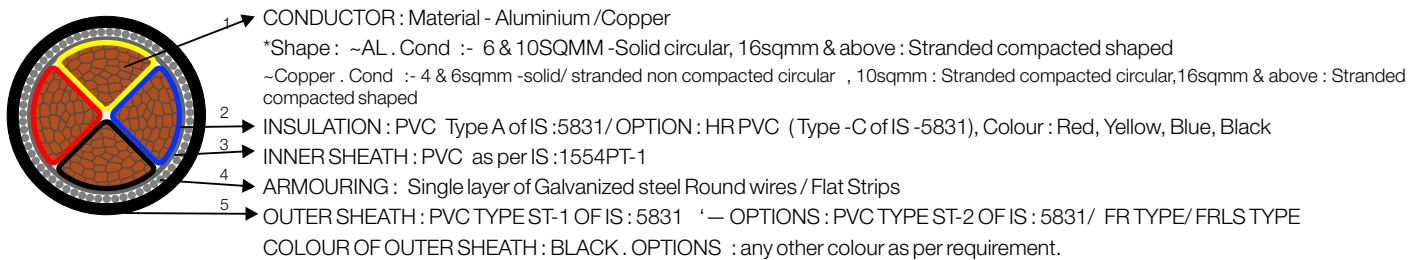 1 CONDUCTOR : Material - Aluminium /Copper
*Shape : ~AL . Cond :- 6 & 10SQMM -Solid circular, 16sqmm & above : Stranded compacted shaped
~Copper . Cond :- 4 & 6sqmm -solid/ stranded non compacted circular , 10sqmm : Stranded compacted circular,16sqmm & above : Stranded
compacted shaped
2 INSULATION : PVC Type A of IS :5831/ OPTION : HR PVC ( Type -C of IS -5831), Colour : Red, Yellow, Blue, Black
3 INNER SHEATH : PVC as per IS :1554PT-1
4 ARMOURING : Single layer of Galvanized steel Round wires / Flat Strips
5 OUTER SHEATH : PVC TYPE ST-1 OF IS : 5831 ‘— OPTIONS : PVC TYPE ST-2 OF IS : 5831/ FR TYPE/ FRLS TYPE
COLOUR OF OUTER SHEATH : BLACK . OPTIONS : any other colour as per requirement.